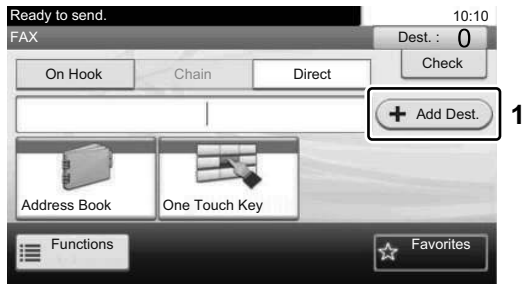 Ready to send.
10:10
FAX
Dest. :
0
On Hook
Chain
Direct
Check
+ Add Dest.
1
Address Book
One Touch Key
Functions
Favorites